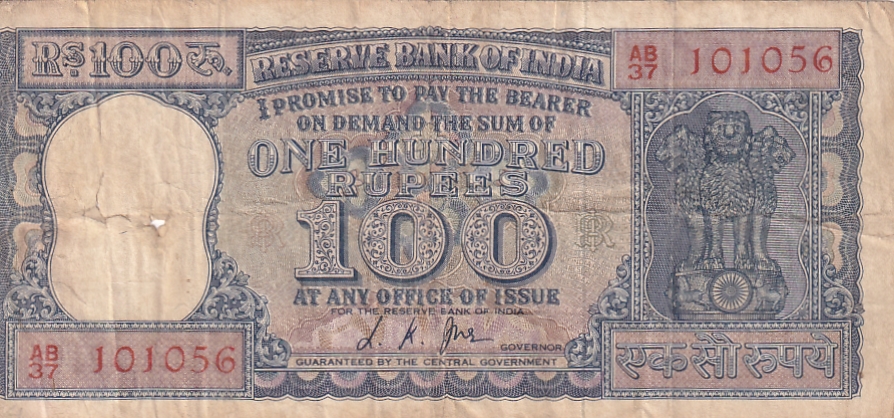 RS 100 रु.
RESERVE BANK OF INDIA
AB
37 101056
I PROMISE TO PAY THE BEARER
ON DEMAND THE SUM OF
ONE HUNDRED
RUPEES
100
AT ANY OFFICE OF ISSUE
FOR THE RESERVE BANK OF INDIA
GOVERNOR
GUARANTEED BY THE CENTRAL GOVERNMENT
AB
37 101056
एक सौ रुपये